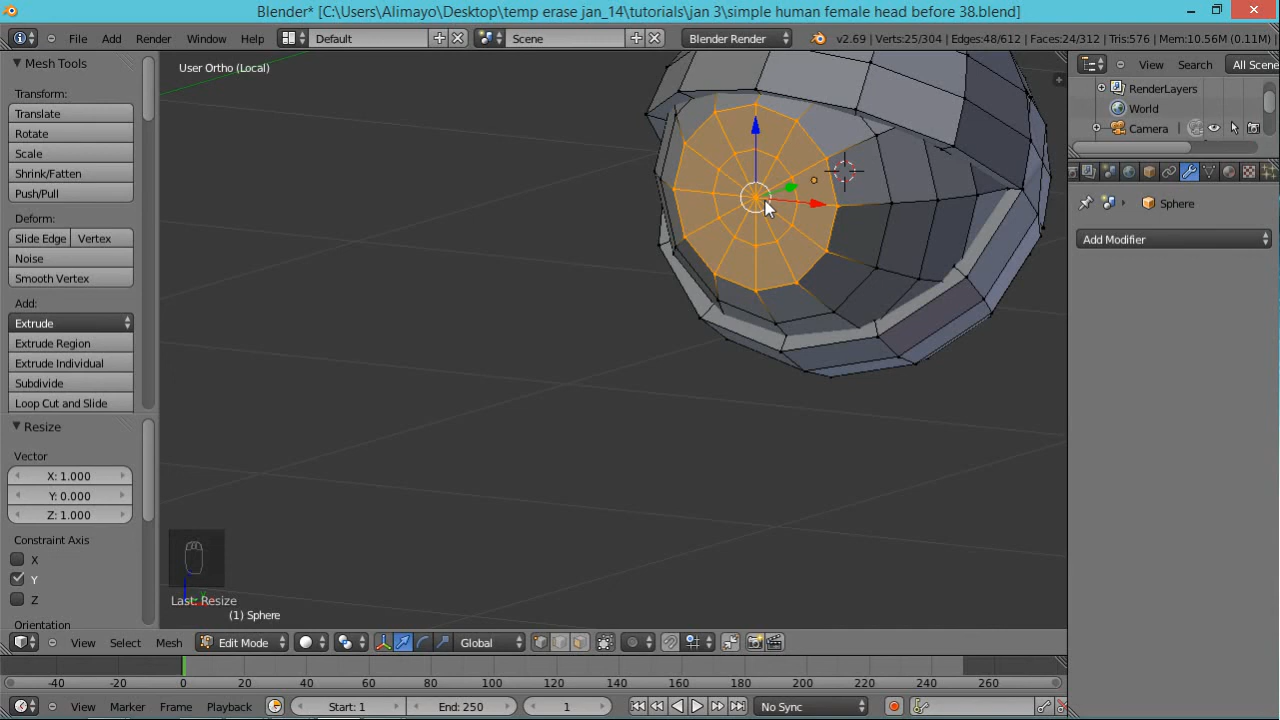 Blender* [C:\Users\Alimayo\Desktop\temp erase jan_14\tutorials\jan 3\simple human female head before 38.blend]
File Add Render Window Help Default Scene Blender Render v2.69 | Verts:25/304 | Edges:48/612 | Faces:24/312 | Tris:576 | Mem:10.56M (0.11M)
Mesh Tools
Transform:
Translate
Rotate
Scale
Shrink/Fatten
Push/Pull
Deform:
Slide Edge Vertex
Noise
Smooth Vertex
Add:
Extrude
Extrude Region
Extrude Individual
Subdivide
Loop Cut and Slide
Resize
Vector
X: 1.000
Y: 0.000
Z: 1.000
Constraint Axis
X
Y
Z
Orientation
User Ortho (Local)
Last: Resize
(1) Sphere
View Search All Scene
RenderLayers
World
Camera
Sphere
Add Modifier
View Select Mesh Edit Mode Global
-40 -20 0 20 40 60 80 100 120 140 160 180 200 220 240 260
View Marker Frame Playback Start: 1 End: 250 1 No Sync